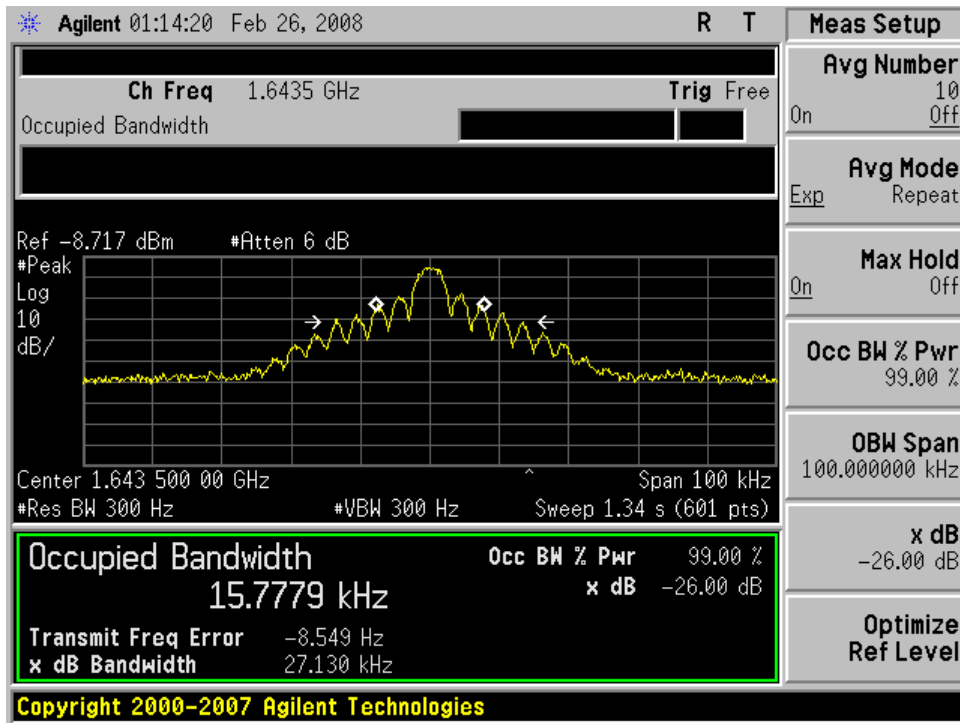 Agilent 01:14:20 Feb 26, 2008 R T
Ch Freq 1.6435 GHz Trig Free
Occupied Bandwidth
Ref -8.717 dBm #Atten 6 dB
#Peak
Log
10
dB/
Center 1.643 500 00 GHz ^ Span 100 kHz
#Res BW 300 Hz #VBW 300 Hz Sweep 1.34 s (601 pts)
Occupied Bandwidth Occ BW % Pwr 99.00 %
15.7779 kHz x dB -26.00 dB
Transmit Freq Error -8.549 Hz
x dB Bandwidth 27.130 kHz
Copyright 2000-2007 Agilent Technologies
Meas Setup
Avg Number
10
On Off
Avg Mode
Exp Repeat
Max Hold
On Off
Occ BW % Pwr
99.00 %
OBW Span
100.000000 kHz
x dB
-26.00 dB
Optimize
Ref Level